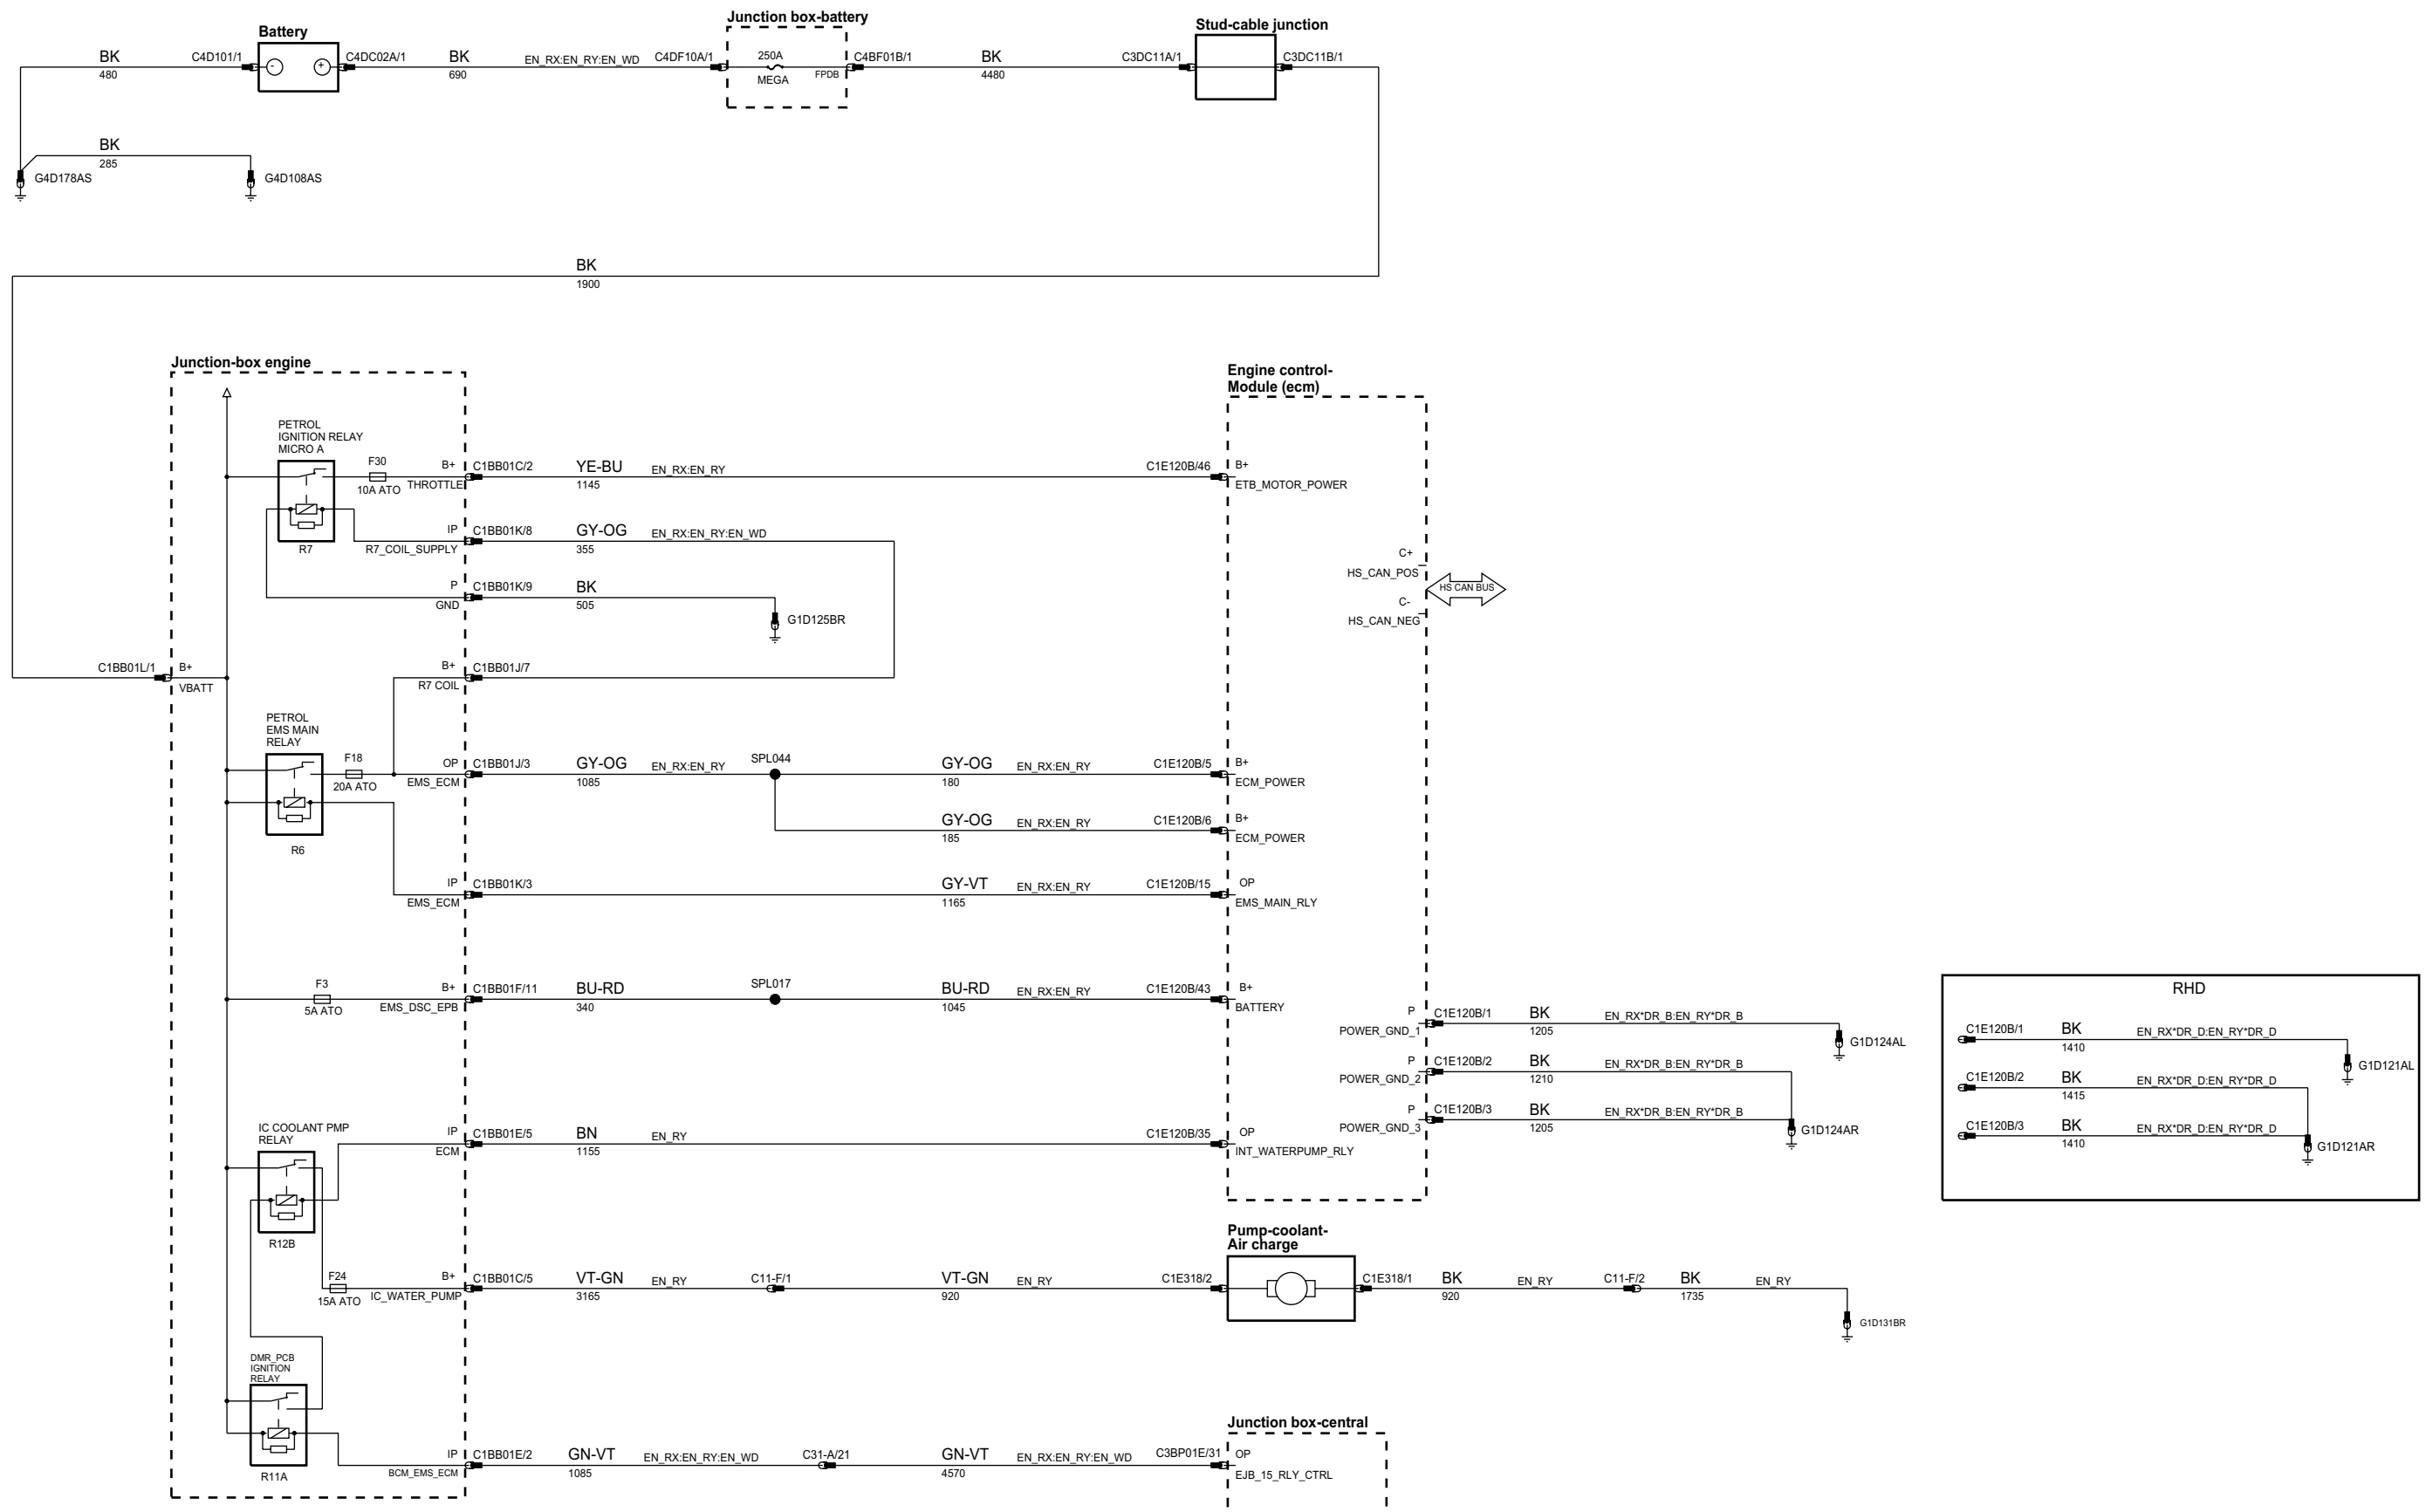 Junction box-battery
Battery
Stud-cable junction
BK
480
C4D101/1
-
+
C4DC02A/1
BK
690
EN_RX:EN_RY:EN_WD
C4DF10A/1
250A
MEGA
FPDB
C4BF01B/1
BK
4480
C3DC11A/1
C3DC11B/1
BK
285
G4D178AS
G4D108AS
BK
1900
Junction-box engine
Engine control-
Module (ecm)
PETROL
IGNITION RELAY
MICRO A
R7
F30
10A ATO
B+
THROTTLE
C1BB01C/2
YE-BU
1145
EN_RX:EN_RY
C1E120B/46
B+
ETB_MOTOR_POWER
IP
R7_COIL_SUPPLY
C1BB01K/8
GY-OG
355
EN_RX:EN_RY:EN_WD
C+
HS_CAN_POS
HS CAN BUS
C-
HS_CAN_NEG
P
GND
C1BB01K/9
BK
505
G1D125BR
C1BB01L/1
B+
VBATT
B+
R7 COIL
C1BB01J/7
PETROL
EMS MAIN
RELAY
R6
F18
20A ATO
OP
EMS_ECM
C1BB01J/3
GY-OG
1085
EN_RX:EN_RY
SPL044
GY-OG
180
EN_RX:EN_RY
C1E120B/5
B+
ECM_POWER
GY-OG
185
EN_RX:EN_RY
C1E120B/6
B+
ECM_POWER
IP
EMS_ECM
C1BB01K/3
GY-VT
1165
EN_RX:EN_RY
C1E120B/15
OP
EMS_MAIN_RLY
F3
5A ATO
B+
EMS_DSC_EPB
C1BB01F/11
BU-RD
340
SPL017
BU-RD
1045
EN_RX:EN_RY
C1E120B/43
B+
BATTERY
P
POWER_GND_1
C1E120B/1
BK
1205
EN_RX*DR_B:EN_RY*DR_B
G1D124AL
P
POWER_GND_2
C1E120B/2
BK
1210
EN_RX*DR_B:EN_RY*DR_B
P
POWER_GND_3
C1E120B/3
BK
1205
EN_RX*DR_B:EN_RY*DR_B
G1D124AR
RHD
C1E120B/1
BK
1410
EN_RX*DR_D:EN_RY*DR_D
G1D121AL
C1E120B/2
BK
1415
EN_RX*DR_D:EN_RY*DR_D
C1E120B/3
BK
1410
EN_RX*DR_D:EN_RY*DR_D
G1D121AR
IC COOLANT PMP
RELAY
R12B
IP
ECM
C1BB01E/5
BN
1155
EN_RY
C1E120B/35
OP
INT_WATERPUMP_RLY
Pump-coolant-
Air charge
F24
15A ATO
B+
IC_WATER_PUMP
C1BB01C/5
VT-GN
3165
EN_RY
C11-F/1
VT-GN
920
EN_RY
C1E318/2
C1E318/1
BK
920
EN_RY
C11-F/2
BK
1735
EN_RY
G1D131BR
DMR_PCB
IGNITION
RELAY
R11A
Junction box-central
IP
BCM_EMS_ECM
C1BB01E/2
GN-VT
1085
EN_RX:EN_RY:EN_WD
C31-A/21
GN-VT
4570
EN_RX:EN_RY:EN_WD
C3BP01E/31
OP
EJB_15_RLY_CTRL